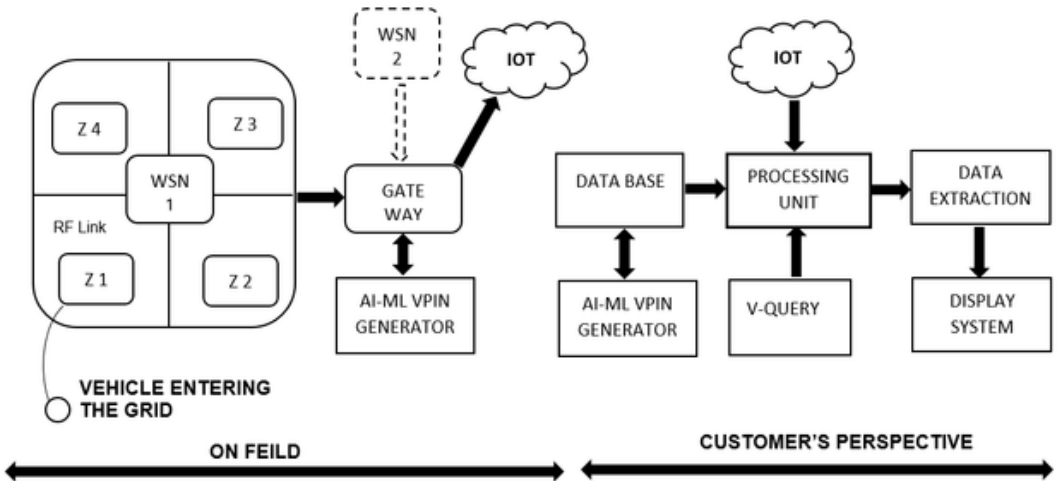 WSN
2
IOT
Z 4
Z 3
WSN
1
RF Link
Z 1
Z 2
GATE
WAY
AI-ML VPIN
GENERATOR
VEHICLE ENTERING
THE GRID
ON FEILD
IOT
DATA BASE
PROCESSING
UNIT
DATA
EXTRACTION
AI-ML VPIN
GENERATOR
V-QUERY
DISPLAY
SYSTEM
CUSTOMER'S PERSPECTIVE